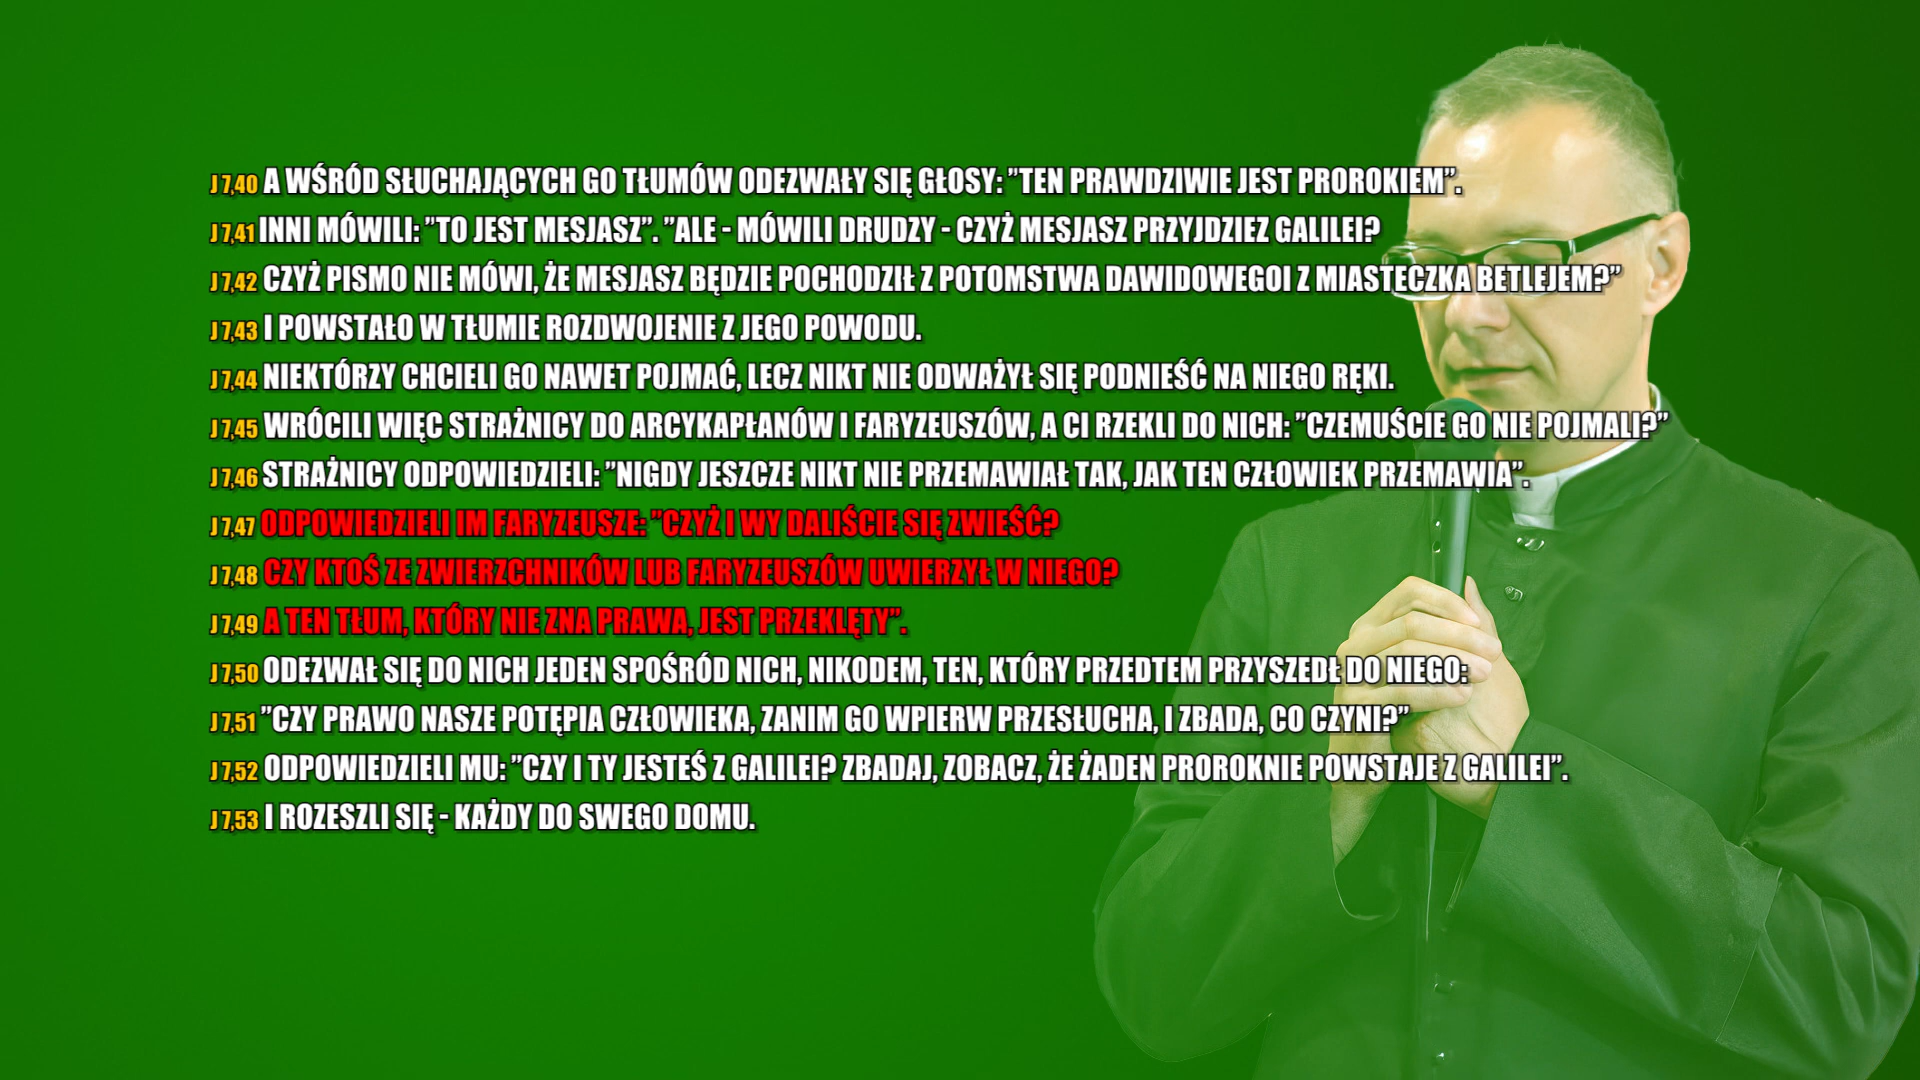 J 7,40 A WŚRÓD SŁUCHAJĄCYCH GO TŁUMÓW ODEZWAŁY SIĘ GŁOSY: ”TEN PRAWDZIWIE JEST PROROKIEM”.
J 7,41 INNI MÓWILI: ”TO JEST MESJASZ”. ”ALE - MÓWILI DRUDZY - CZYŻ MESJASZ PRZYJDZIEZ GALILEI?
J 7,42 CZYŻ PISMO NIE MÓWI, ŻE MESJASZ BĘDZIE POCHODZIŁ Z POTOMSTWA DAWIDOWEGOI Z MIASTECZKA BETLEJEM?”
J 7,43 I POWSTAŁO W TŁUMIE ROZDWOJENIE Z JEGO POWODU.
J 7,44 NIEKTÓRZY CHCIELI GO NAWET POJMAĆ, LECZ NIKT NIE ODWAŻYŁ SIĘ PODNIEŚĆ NA NIEGO RĘKI.
J 7,45 WRÓCILI WIĘC STRAŻNICY DO ARCYKAPŁANÓW I FARYZEUSZÓW, A CI RZEKLI DO NICH: ”CZEMUŚCIE GO NIE POJMALI?”
J 7,46 STRAŻNICY ODPOWIEDZIELI: ”NIGDY JESZCZE NIKT NIE PRZEMAWIAŁ TAK, JAK TEN CZŁOWIEK PRZEMAWIA”.
J 7,47 ODPOWIEDZIELI IM FARYZEUSZE: ”CZYŻ I WY DALIŚCIE SIĘ ZWIEŚĆ?
J 7,48 CZY KTOŚ ZE ZWIERZCHNIKÓW LUB FARYZEUSZÓW UWIERZYŁ W NIEGO?
J 7,49 A TEN TŁUM, KTÓRY NIE ZNA PRAWA, JEST PRZEKLĘTY”.
J 7,50 ODEZWAŁ SIĘ DO NICH JEDEN SPOŚRÓD NICH, NIKODEM, TEN, KTÓRY PRZEDTEM PRZYSZEDŁ DO NIEGO:
J 7,51 ”CZY PRAWO NASZE POTĘPIA CZŁOWIEKA, ZANIM GO WPIERW PRZESŁUCHA, I ZBADA, CO CZYNI?”
J 7,52 ODPOWIEDZIELI MU: ”CZY I TY JESTEŚ Z GALILEI? ZBADAJ, ZOBACZ, ŻE ŻADEN PROROKNIE POWSTAJE Z GALILEI”.
J 7,53 I ROZESZLI SIĘ - KAŻDY DO SWEGO DOMU.